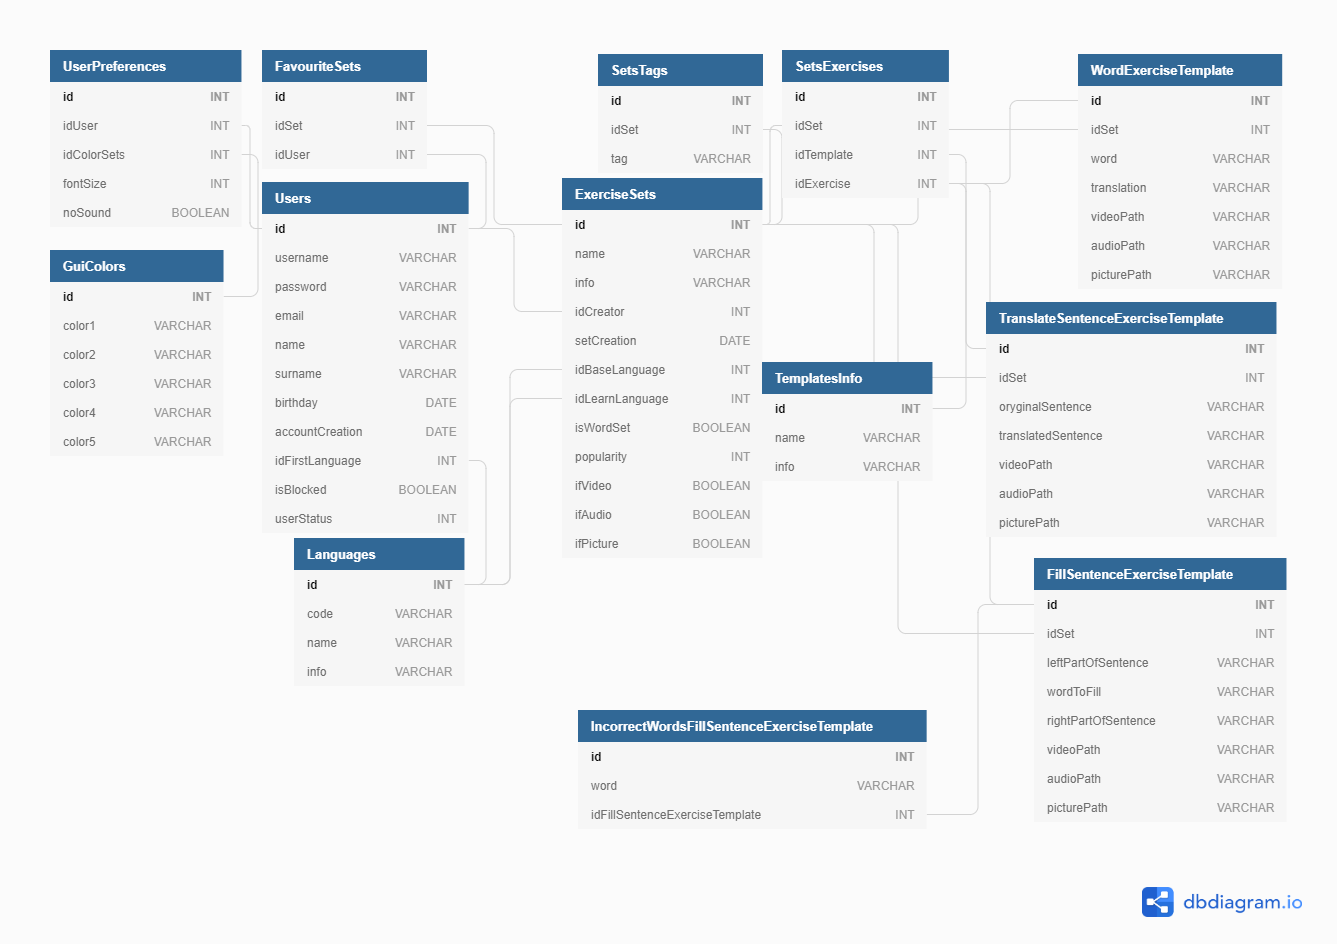 UserPreferences
id INT
idUser INT
idColorSets INT
fontSize INT
noSound BOOLEAN
FavouriteSets
id INT
idSet INT
idUser INT
SetsTags
id INT
idSet INT
tag VARCHAR
SetsExercises
id INT
idSet INT
idTemplate INT
idExercise INT
WordExerciseTemplate
id INT
idSet INT
word VARCHAR
translation VARCHAR
videoPath VARCHAR
audioPath VARCHAR
picturePath VARCHAR
Users
id INT
username VARCHAR
password VARCHAR
email VARCHAR
name VARCHAR
surname VARCHAR
birthday DATE
accountCreation DATE
idFirstLanguage INT
isBlocked BOOLEAN
userStatus INT
ExerciseSets
id INT
name VARCHAR
info VARCHAR
idCreator INT
setCreation DATE
idBaseLanguage INT
idLearnLanguage INT
isWordSet BOOLEAN
popularity INT
ifVideo BOOLEAN
ifAudio BOOLEAN
ifPicture BOOLEAN
GuiColors
id INT
color1 VARCHAR
color2 VARCHAR
color3 VARCHAR
color4 VARCHAR
color5 VARCHAR
TranslateSentenceExerciseTemplate
id INT
idSet INT
oryginalSentence VARCHAR
translatedSentence VARCHAR
videoPath VARCHAR
audioPath VARCHAR
picturePath VARCHAR
TemplatesInfo
id INT
name VARCHAR
info VARCHAR
Languages
id INT
code VARCHAR
name VARCHAR
info VARCHAR
FillSentenceExerciseTemplate
id INT
idSet INT
leftPartOfSentence VARCHAR
wordToFill VARCHAR
rightPartOfSentence VARCHAR
videoPath VARCHAR
audioPath VARCHAR
picturePath VARCHAR
IncorrectWordsFillSentenceExerciseTemplate
id INT
word VARCHAR
idFillSentenceExerciseTemplate INT
dbdiagram.io